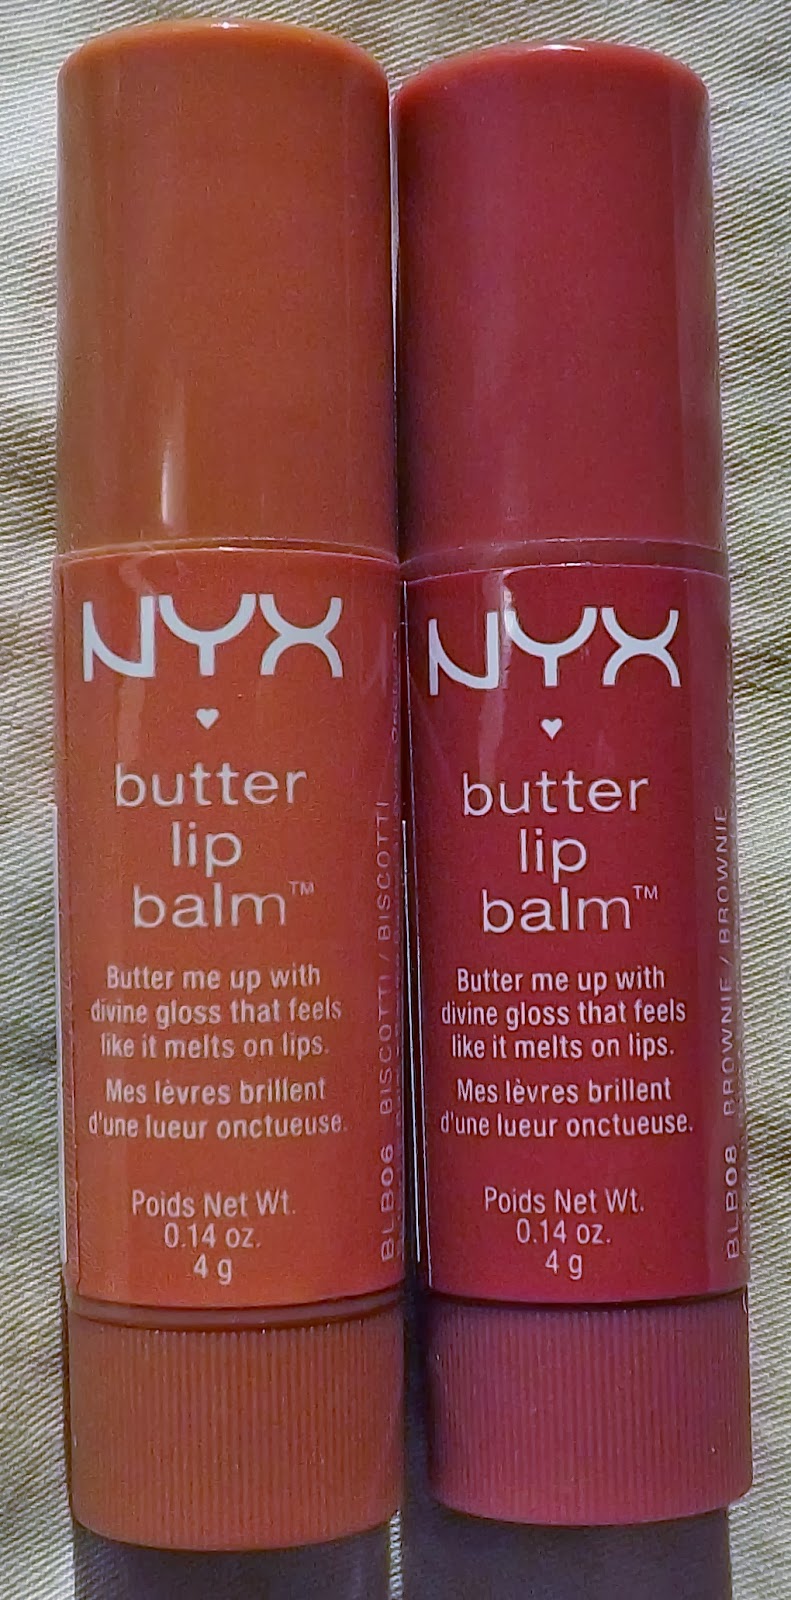 NYX
butter
lip
balm™
Butter me up with
divine gloss that feels
like it melts on lips.
Mes lèvres brillent
d'une lueur onctueuse.
Poids Net Wt.
0.14 oz.
4 g
BLB06 BISCOTTI / BISCOTTI
NYX
butter
lip
balm™
Butter me up with
divine gloss that feels
like it melts on lips.
Mes lèvres brillent
d'une lueur onctueuse.
Poids Net Wt.
0.14 oz.
4 g
BLB08 BROWNIE / BROWNIE